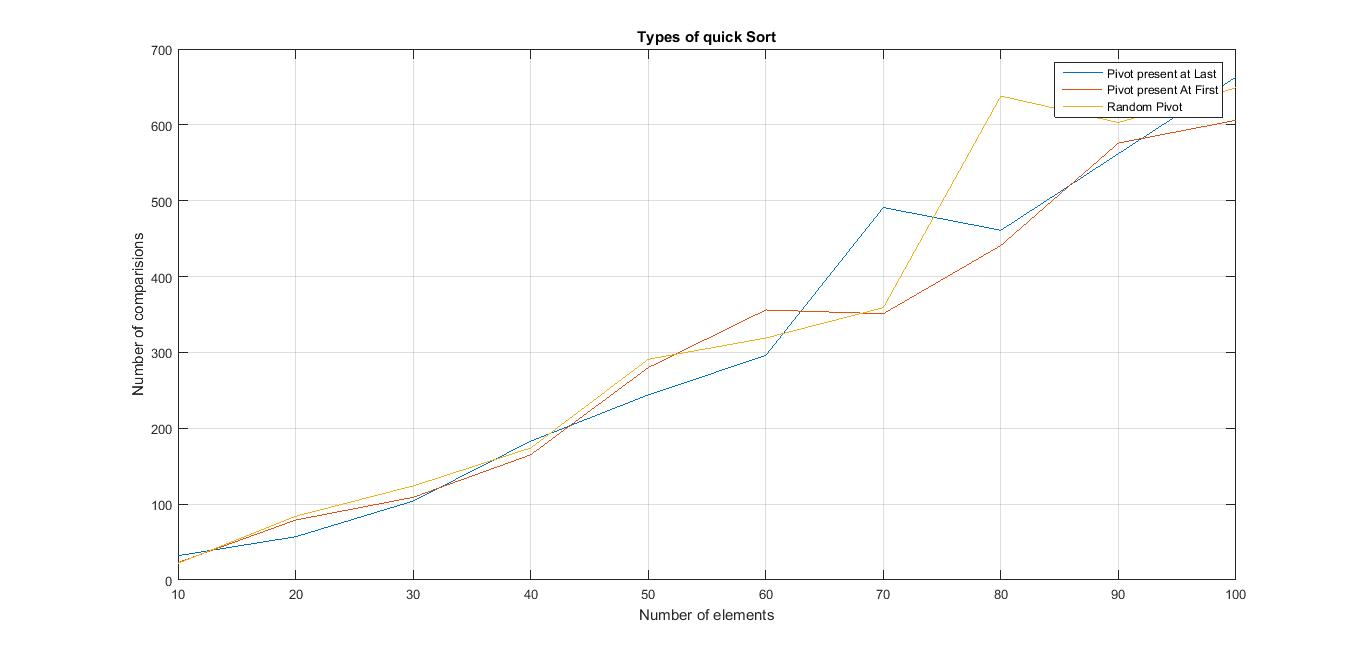 Types of quick Sort
700
600
500
400
300
200
100
0
Number of comparisions
Pivot present at Last
Pivot present At First
Random Pivot
10 20 30 40 50 60 70 80 90 100
Number of elements